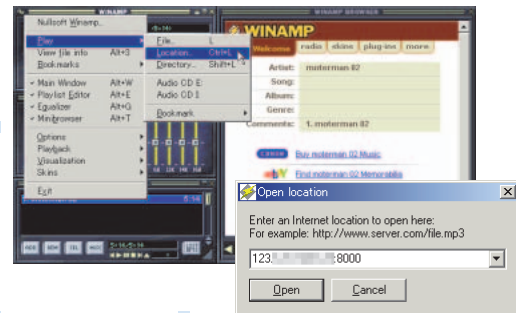 WINAMP
Nullsoft Winamp...
Play
View file info Alt+3
Bookmarks
Main Window Alt+W
Playlist Editor Alt+E
Equalizer Alt+G
Minibrowser Alt+T
Options
Playback
Visualization
Skins
Exit
File... L
Location... Ctrl+L
Directory... Shift+L
Audio CD E:
Audio CD I:
Bookmark
WINAMP BROWSER
WINAMP
Welcome radio skins plug-ins more
Artist: moterman 02
Song:
Album:
Genre:
Comments: 1. moterman 02
Buy moterman 02 Music
Find moterman 02 Memorabilia
Open location
Enter an Internet location to open here:
For example: http://www.server.com/file.mp3
123. :8000
Open Cancel